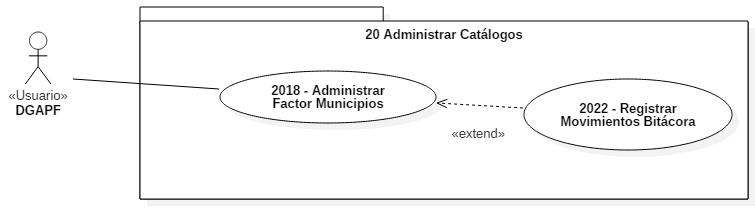 20 Administrar Catálogos
«Usuario»
DGAPF
2018 - Administrar
Factor Municipios
2022 - Registrar
Movimientos Bitácora
«extend»